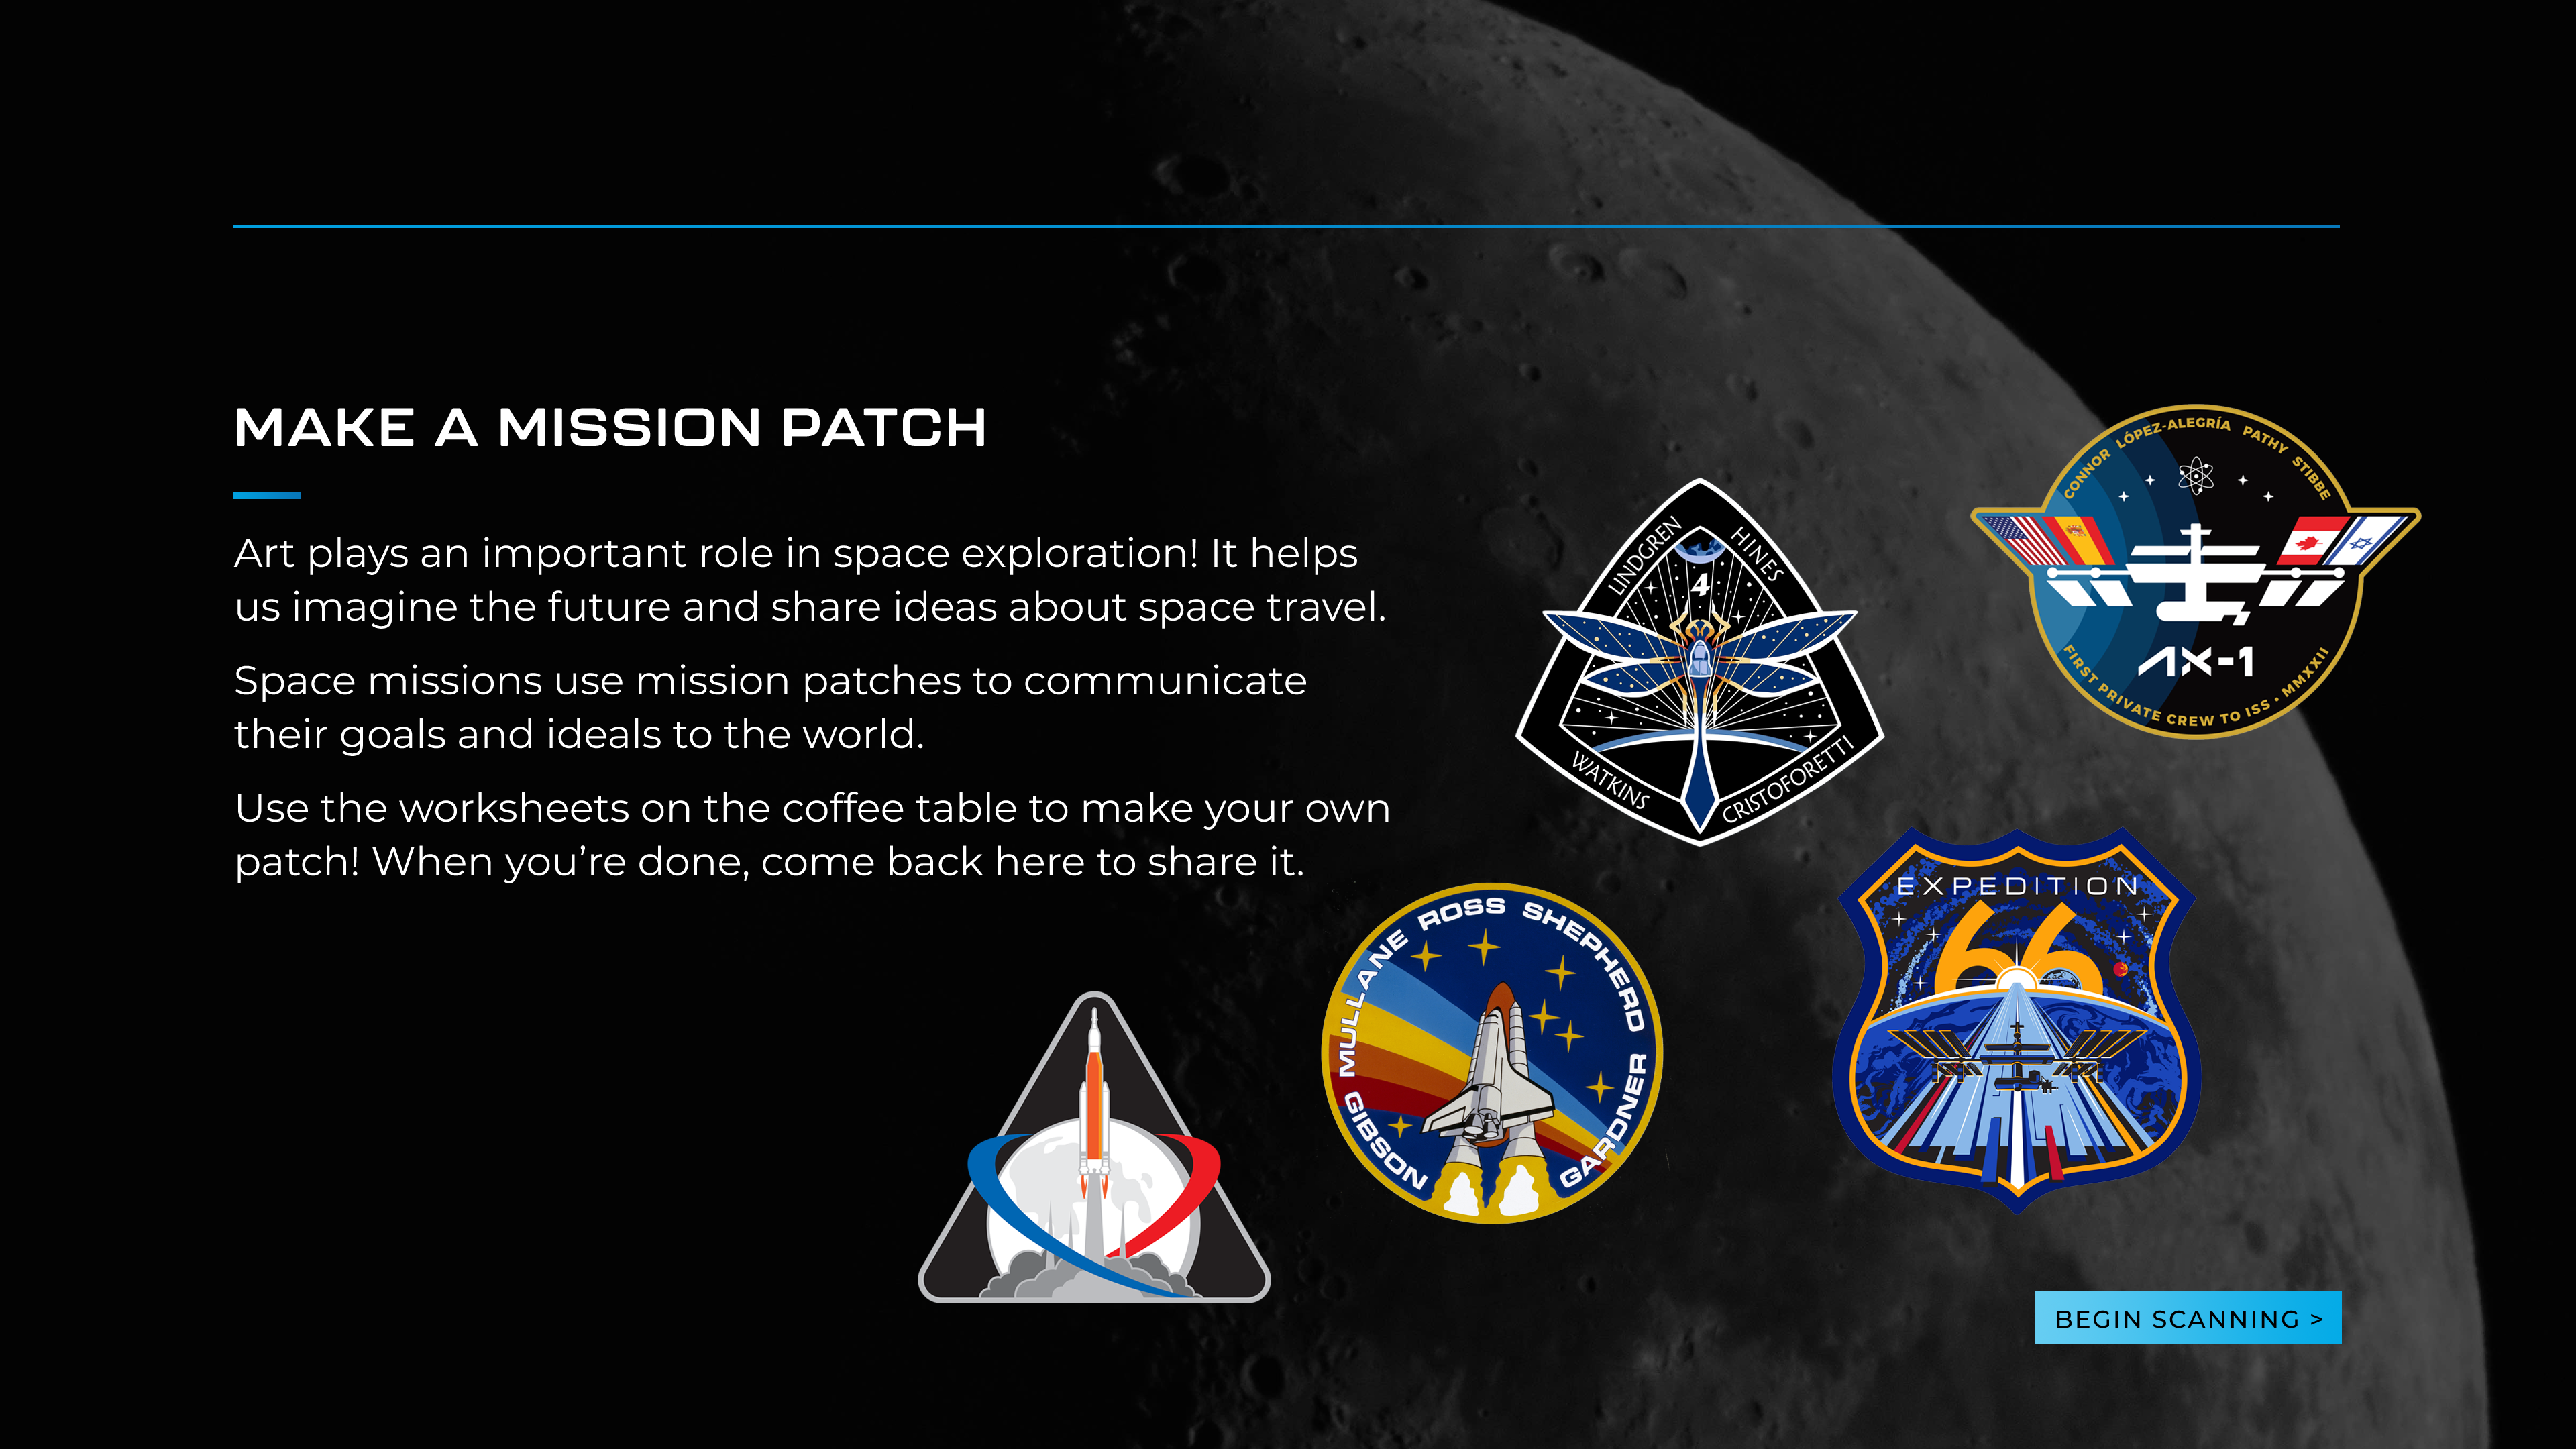 MAKE A MISSION PATCH
Art plays an important role in space exploration! It helps
us imagine the future and share ideas about space travel.
Space missions use mission patches to communicate
their goals and ideals to the world.
Use the worksheets on the coffee table to make your own
patch! When you’re done, come back here to share it.
CONNOR LÓPEZ-ALEGRÍA PATHY STIBBE
AX-1
FIRST PRIVATE CREW TO ISS • MMXXII
LINDGREN HINES
4
WATKINS CRISTOFORETTI
EXPEDITION
66
GIBSON MULLANE ROSS SHEPHERD GARDNER
BEGIN SCANNING >